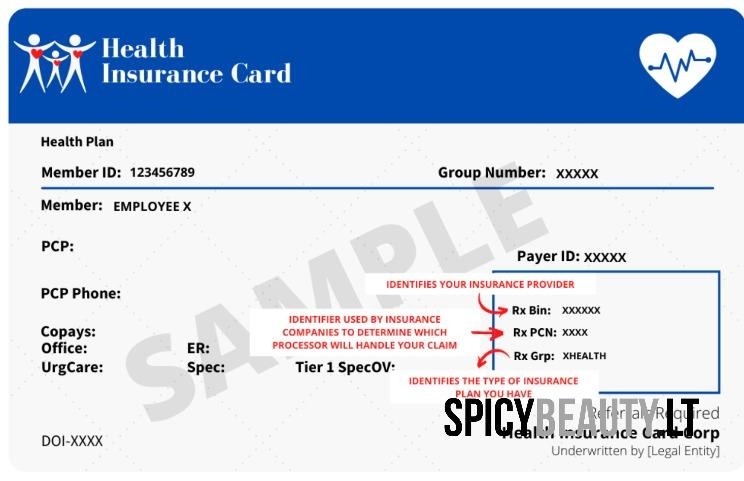 Health
Insurance Card
Health Plan
Member ID: 123456789
Group Number: XXXXX
Member: EMPLOYEE X
PCP:
Payer ID: XXXXX
IDENTIFIES YOUR INSURANCE PROVIDER
PCP Phone:
Rx Bin: XXXXXX
IDENTIFIER USED BY INSURANCE
COMPANIES TO DETERMINE WHICH
PROCESSOR WILL HANDLE YOUR CLAIM
Rx PCN: XXXX
Rx Grp: XHEALTH
Copays:
Office:
ER:
UrgCare:
Spec:
Tier 1 SpecOV:
IDENTIFIES THE TYPE OF INSURANCE
PLAN YOU HAVE
SAMPLE
SPICYBEAUTY.LT
Referrals Required
Health Insurance Card Corp
Underwritten by [Legal Entity]
DOI-XXXX